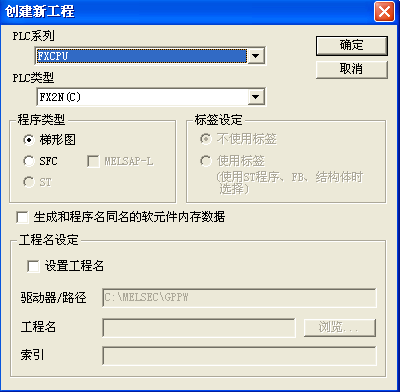 创建新工程
PLC系列
FXCPU
确定
取消
PLC类型
FX2N(C)
程序类型
梯形图
SFC
MELSAP-L
ST
标签设定
不使用标签
使用标签
(使用ST程序、FB、结构体时
选择)
生成和程序名同名的软元件内存数据
工程名设定
设置工程名
驱动器/路径
C:\MELSEC\GPPW
工程名
浏览...
索引